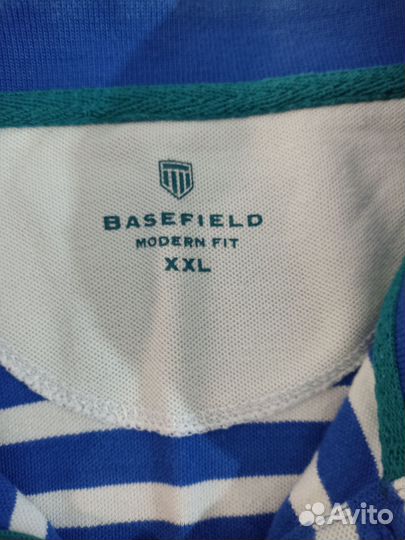 BASEFIELD
MODERN FIT
XXL
Avito